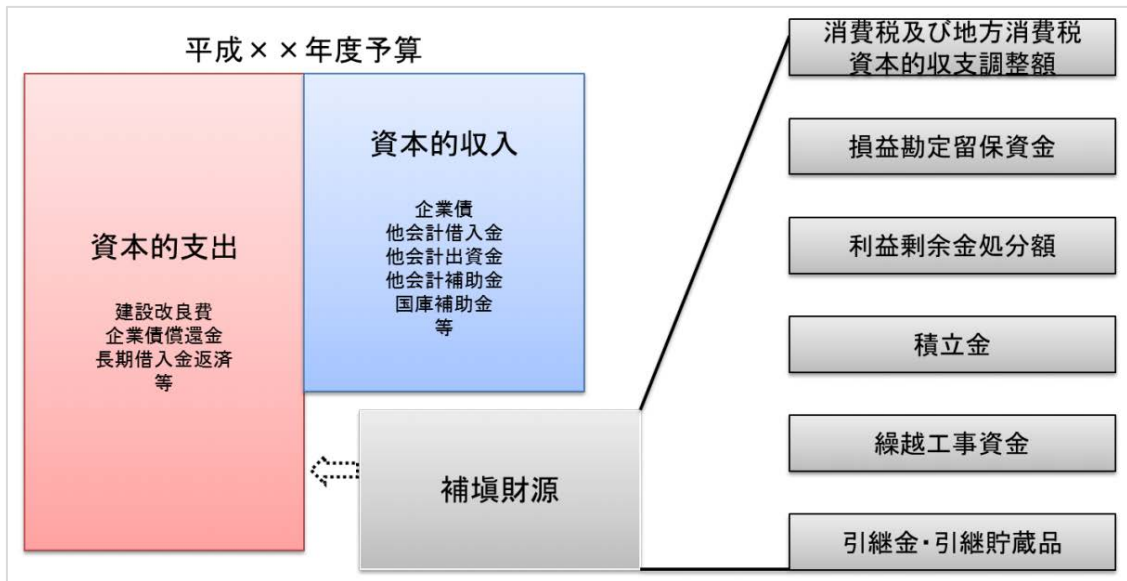 平成××年度予算
資本的支出
建設改良費
企業債償還金
長期借入金返済
等
資本的収入
企業債
他会計借入金
他会計出資金
他会計補助金
国庫補助金
等
補塡財源
消費税及び地方消費税
資本的収支調整額
損益勘定留保資金
利益剰余金処分額
積立金
繰越工事資金
引継金・引継貯蔵品